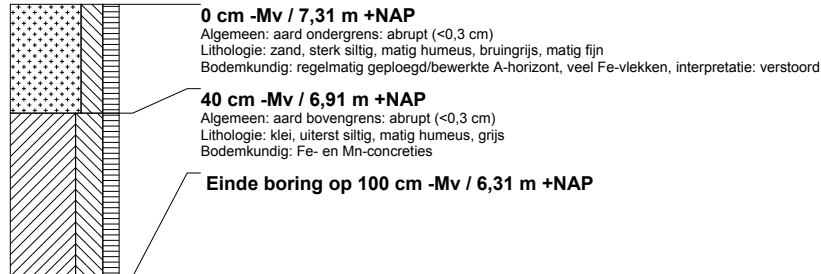 0 cm -Mv / 7,31 m +NAP
Algemeen: aard ondergrens: abrupt (<0,3 cm)
Lithologie: zand, sterk siltig, matig humeus, bruingrijs, matig fijn
Bodemkundig: regelmatig geploegd/bewerkte A-horizont, veel Fe-vlekken, interpretatie: verstoord
40 cm -Mv / 6,91 m +NAP
Algemeen: aard bovengrens: abrupt (<0,3 cm)
Lithologie: klei, uiterst siltig, matig humeus, grijs
Bodemkundig: Fe- en Mn-concreties
Einde boring op 100 cm -Mv / 6,31 m +NAP